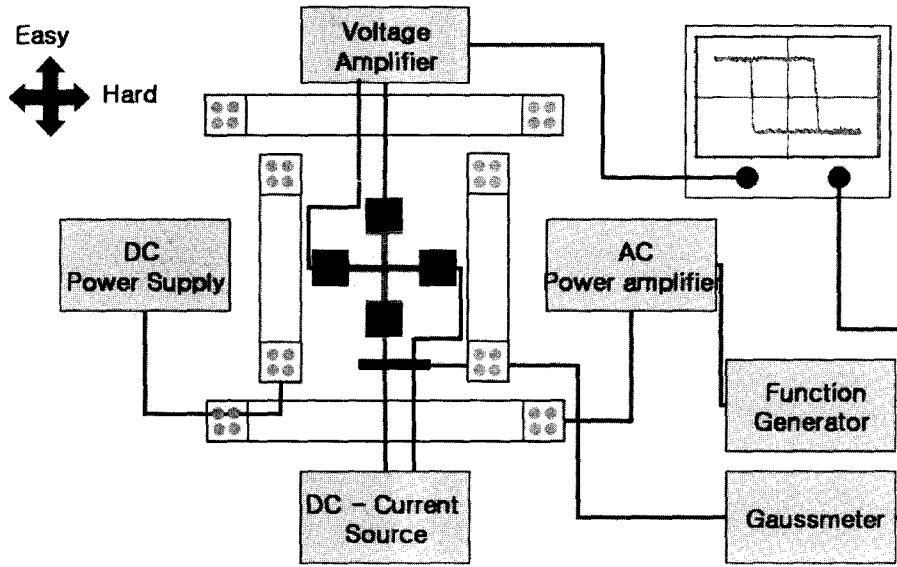 Easy
Hard
Voltage
Amplifier
DC
Power Supply
AC
Power amplifier
Function
Generator
DC – Current
Source
Gaussmeter